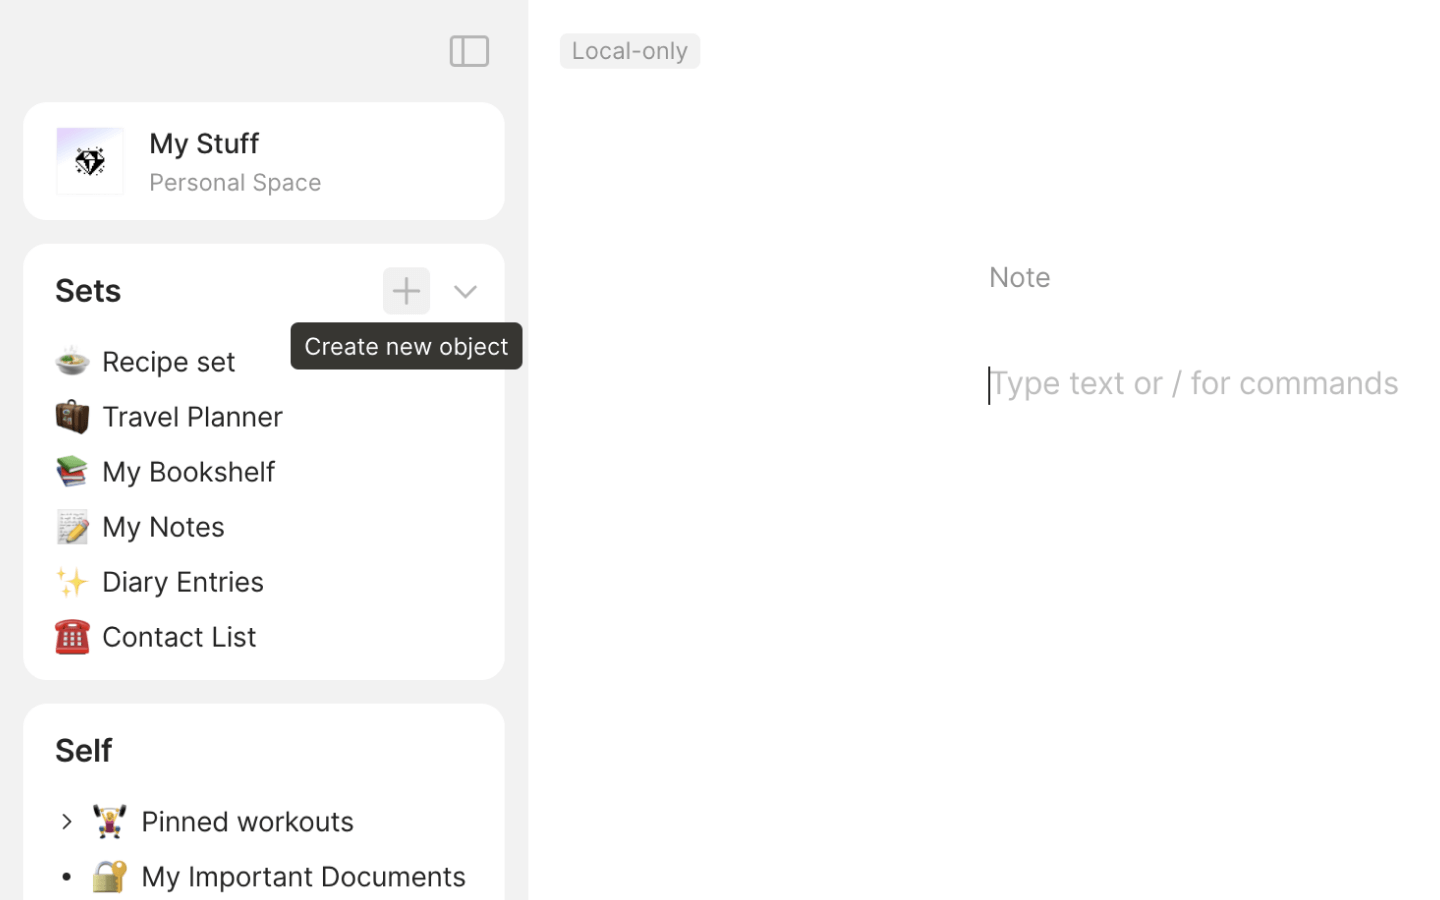 Local-only
My Stuff
Personal Space
Sets
Create new object
Recipe set
Travel Planner
My Bookshelf
My Notes
Diary Entries
Contact List
Self
Pinned workouts
My Important Documents
Note
Type text or / for commands